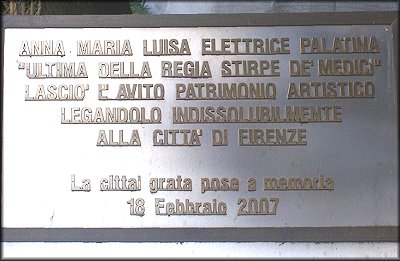 ANNA MARIA LUISA ELETTRICE PALATINA
"ULTIMA DELLA REGIA STIRPE DE' MEDICI"
LASCIO' L' AVITO PATRIMONIO ARTISTICO
LEGANDOLO INDISSOLUBILMENTE
ALLA CITTA' DI FIRENZE
La cittai grata pose a memoria
18 Febbraio 2007